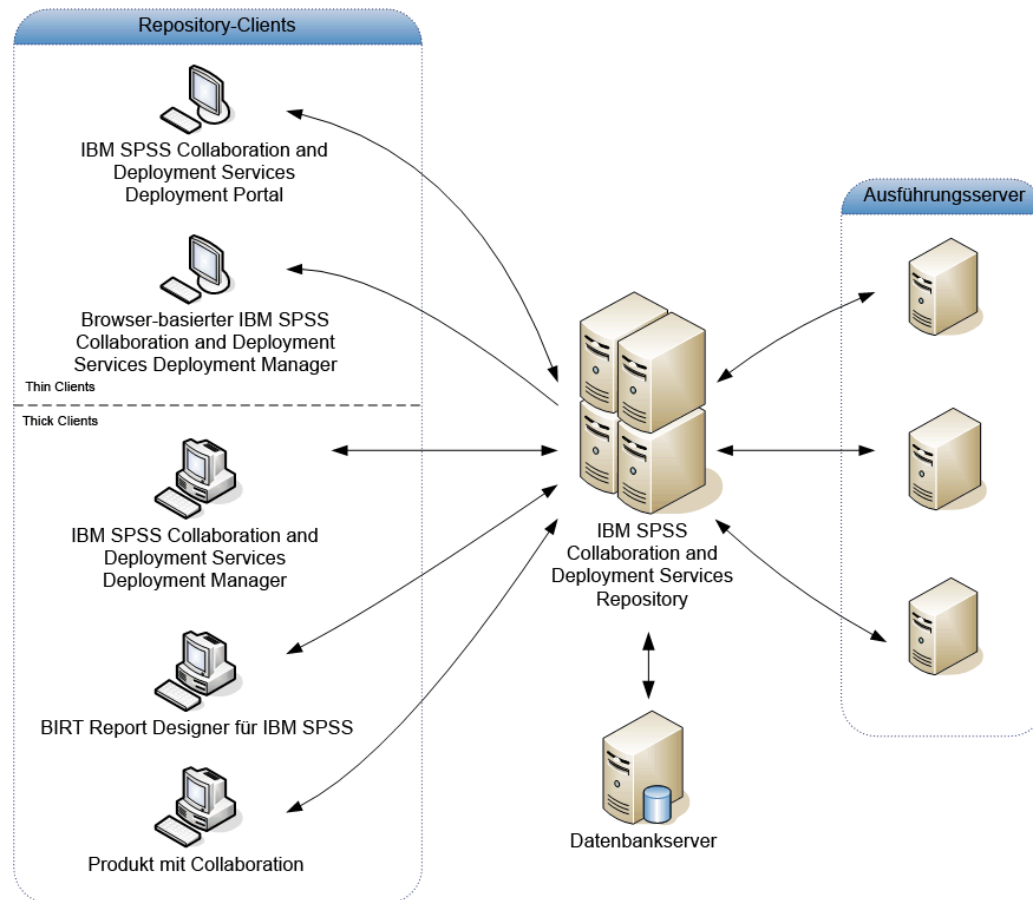 Repository-Clients
IBM SPSS Collaboration and
Deployment Services
Deployment Portal
Browser-basierter IBM SPSS
Collaboration and Deployment
Services Deployment Manager
Thin Clients
Thick Clients
IBM SPSS Collaboration and
Deployment Services
Deployment Manager
BIRT Report Designer für IBM SPSS
Produkt mit Collaboration
IBM SPSS
Collaboration and
Deployment Services
Repository
Datenbankserver
Ausführungsserver